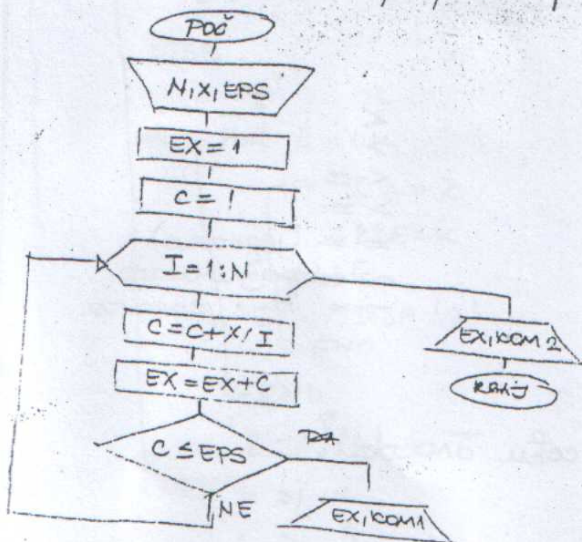 POČ
N, X, EPS
EX = 1
C = 1
I = 1 : N
C = C + X / I
EX, KOM 2
EX = EX + C
KRAJ
C ≤ EPS
DA
NE
EX, KOM 1